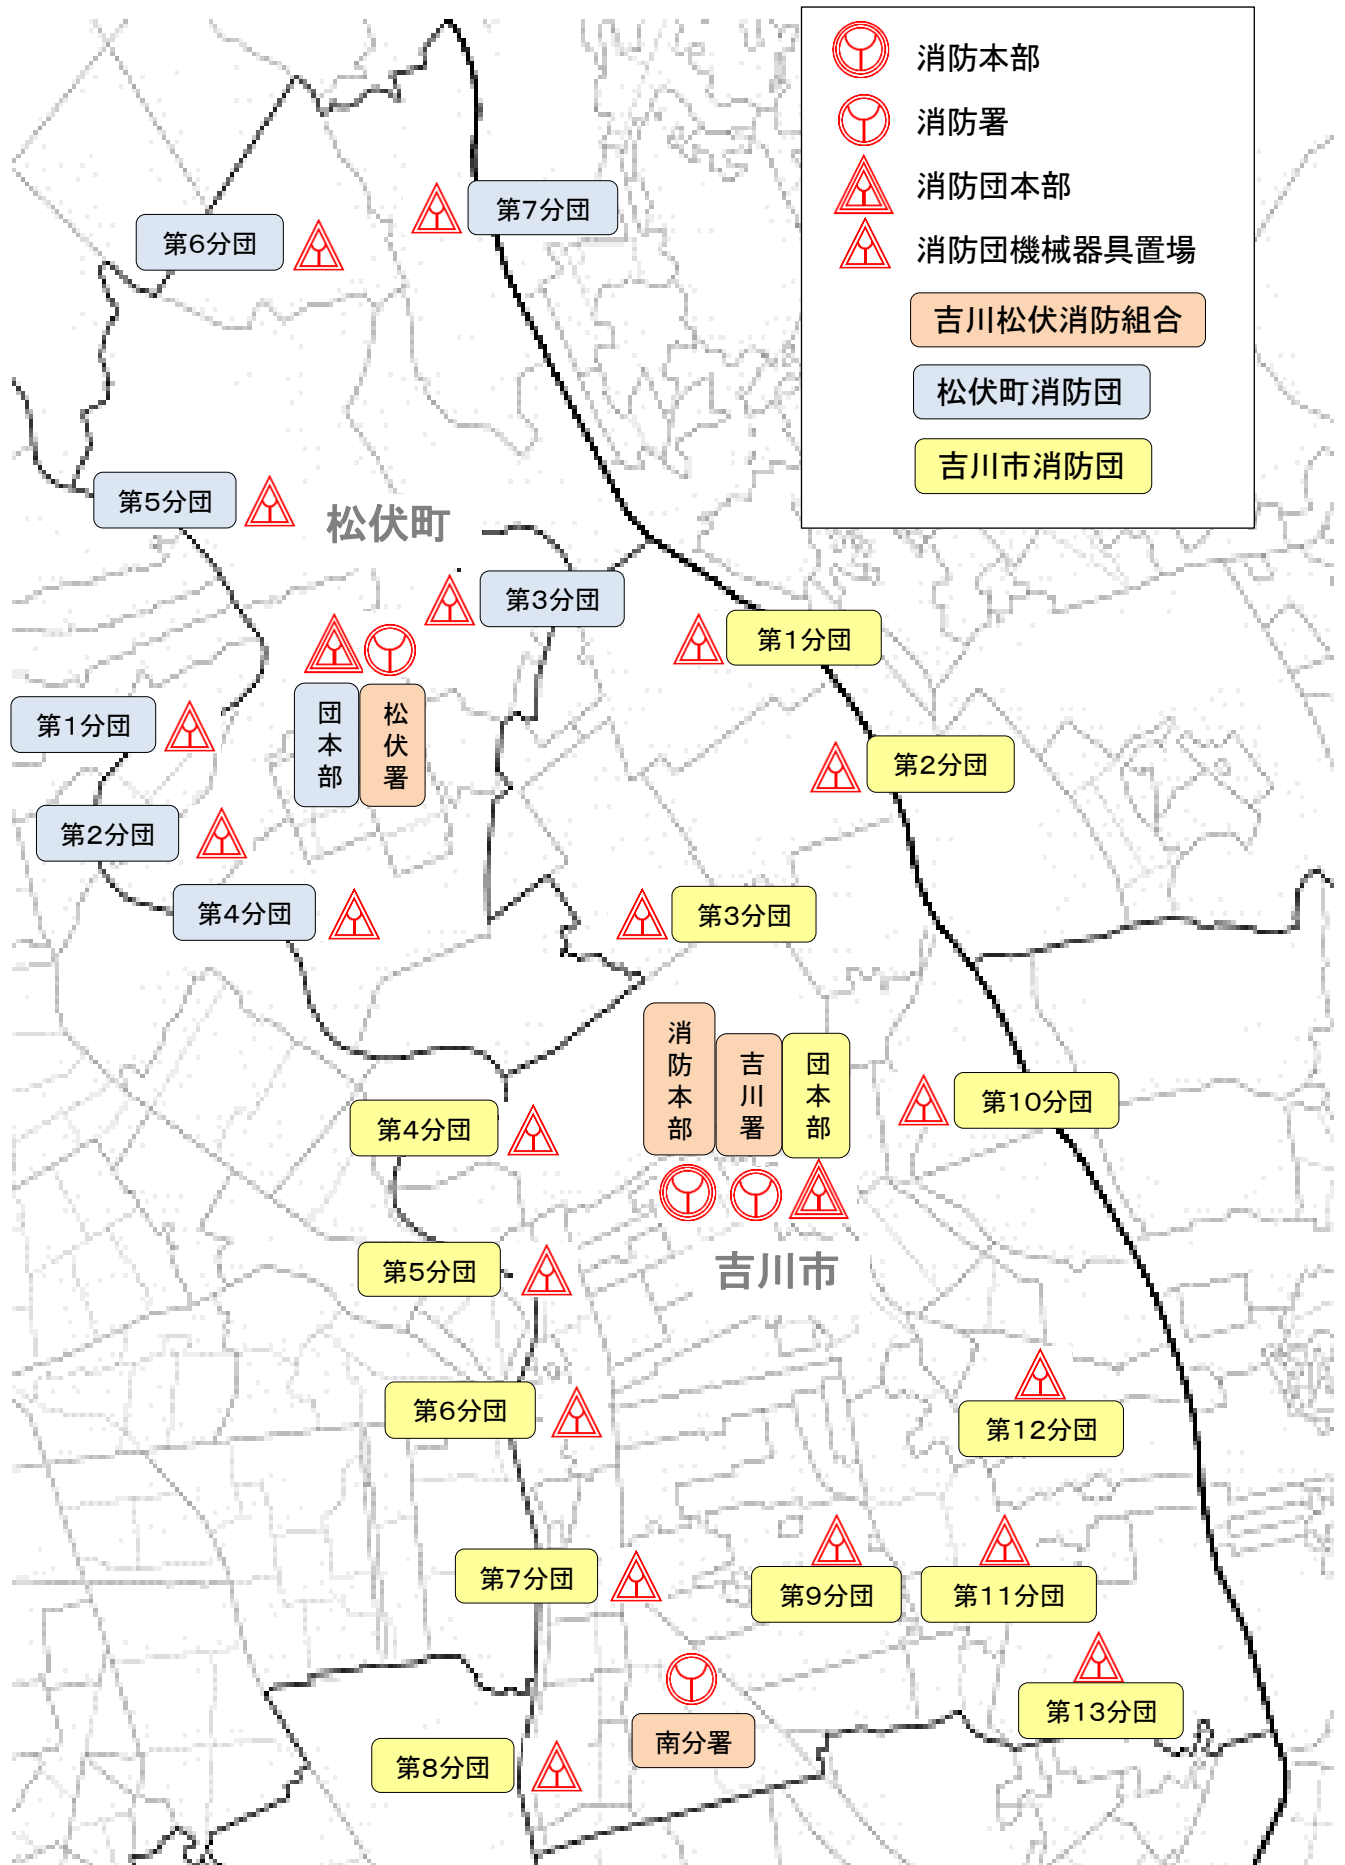 消防本部
消防署
消防団本部
消防団機械器具置場
吉川松伏消防組合
松伏町消防団
吉川市消防団
第7分団
第6分団
第5分団
松伏町
第3分団
第1分団
団本部
松伏署
第1分団
第2分団
第2分団
第4分団
第3分団
消防本部
吉川署
団本部
第10分団
第4分団
第5分団
吉川市
第6分団
第12分団
第7分団
第9分団
第11分団
第13分団
南分署
第8分団